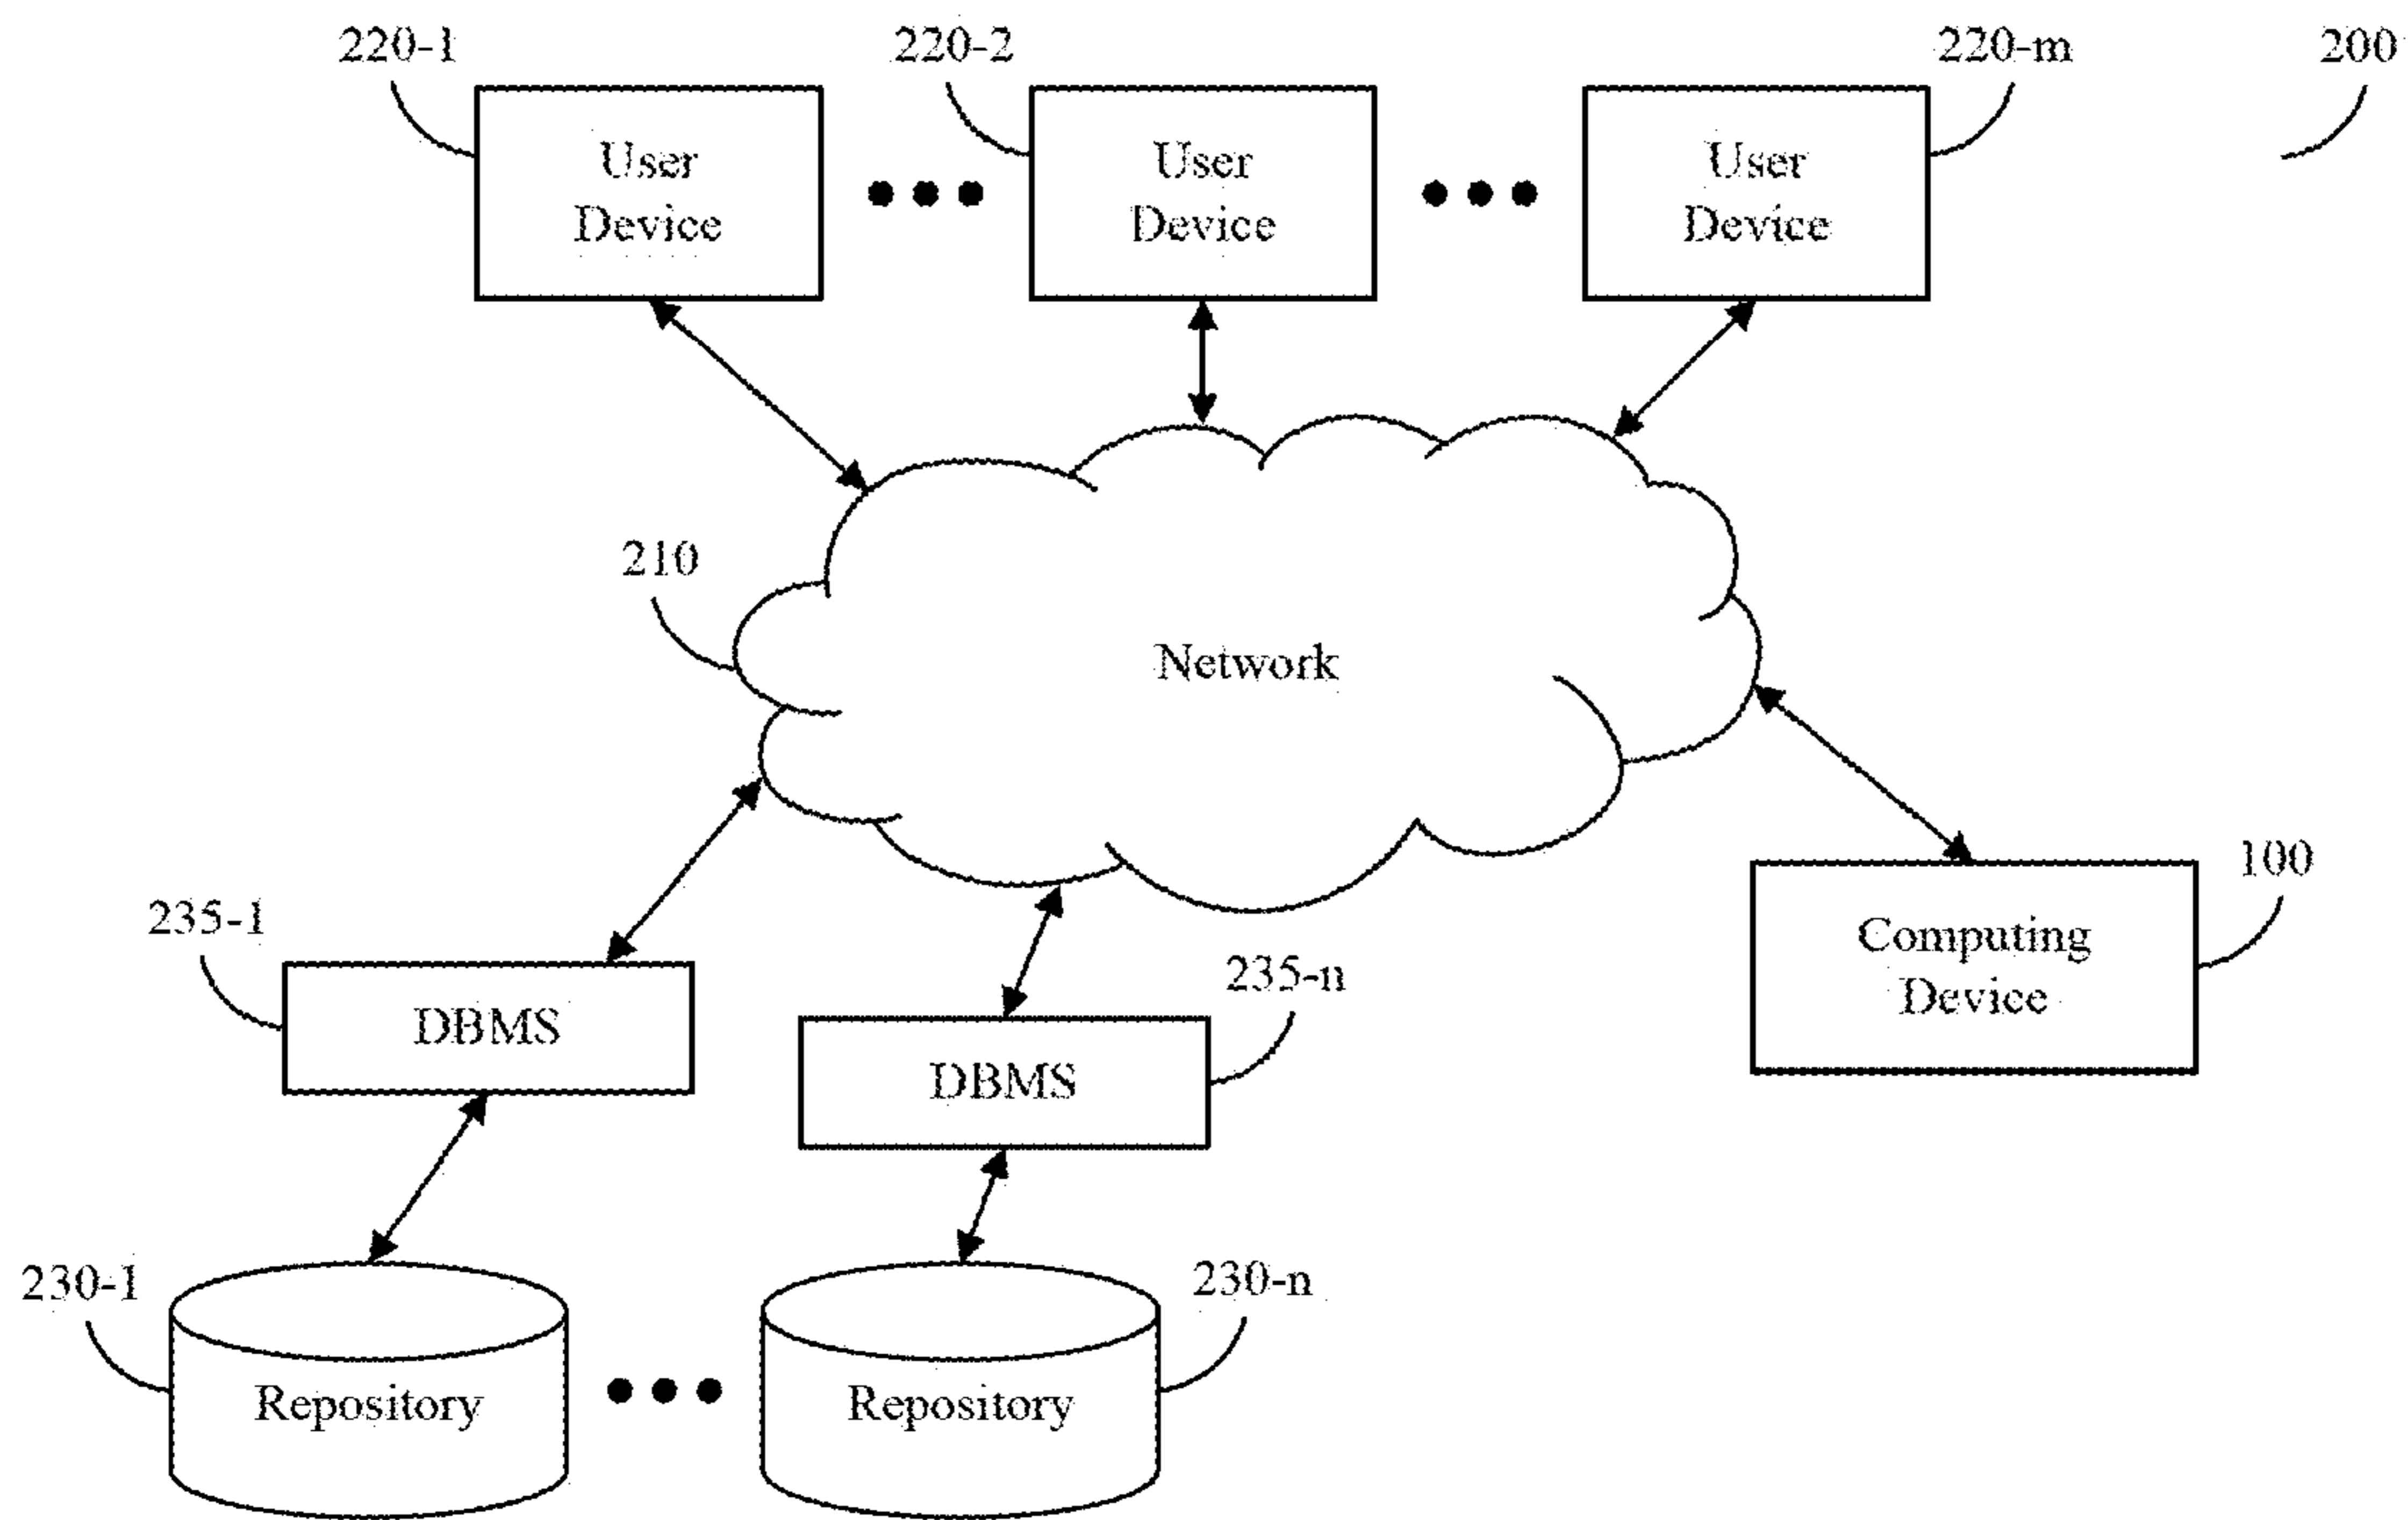 220-1
220-2
220-m
200
User
Device
User
Device
User
Device
210
Network
235-1
DBMS
235-n
DBMS
100
Computing
Device
230-1
Repository
230-n
Repository